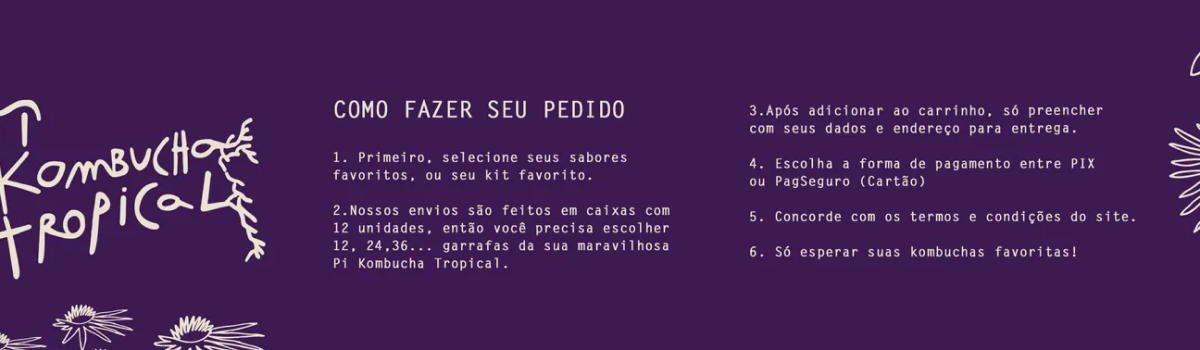 Kombucha
Tropical
COMO FAZER SEU PEDIDO
1. Primeiro, selecione seus sabores
favoritos, ou seu kit favorito.
2.Nossos envios são feitos em caixas com
12 unidades, então você precisa escolher
12, 24,36... garrafas da sua maravilhosa
Pi Kombucha Tropical.
3.Após adicionar ao carrinho, só preencher
com seus dados e endereço para entrega.
4. Escolha a forma de pagamento entre PIX
ou PagSeguro (Cartão)
5. Concorde com os termos e condições do site.
6. Só esperar suas kombuchas favoritas!